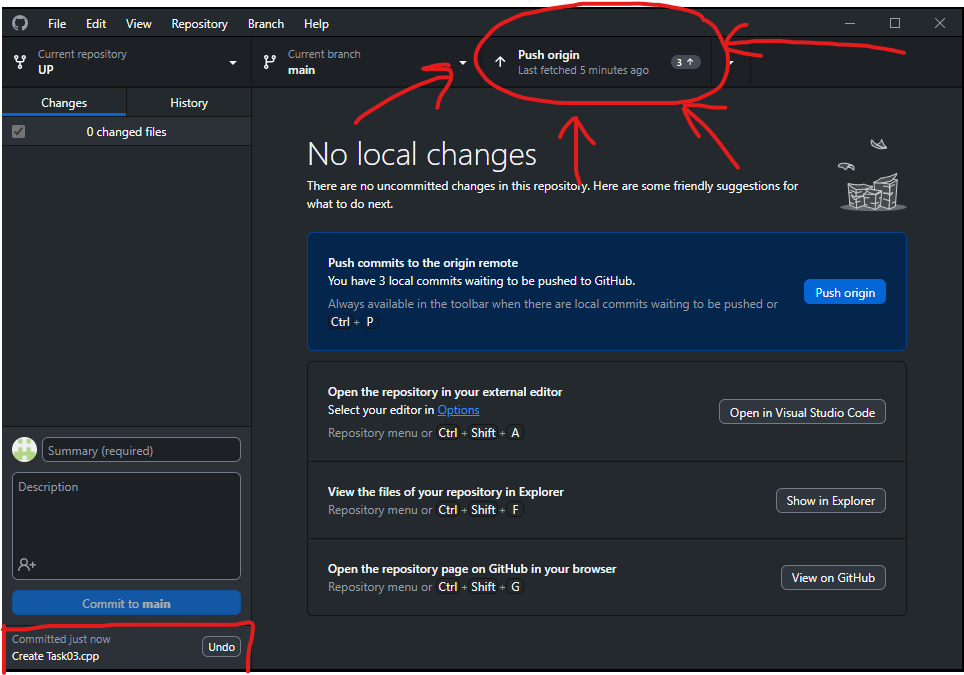 File Edit View Repository Branch Help
Current repository
UP
Current branch
main
Push origin
Last fetched 5 minutes ago
3
Changes
History
0 changed files
No local changes
There are no uncommitted changes in this repository. Here are some friendly suggestions for
what to do next.
Push commits to the origin remote
You have 3 local commits waiting to be pushed to GitHub.
Always available in the toolbar when there are local commits waiting to be pushed or
Ctrl + P
Push origin
Open the repository in your external editor
Select your editor in Options
Repository menu or Ctrl + Shift + A
Open in Visual Studio Code
View the files of your repository in Explorer
Repository menu or Ctrl + Shift + F
Show in Explorer
Open the repository page on GitHub in your browser
Repository menu or Ctrl + Shift + G
View on GitHub
Summary (required)
Description
Commit to main
Committed just now
Create Task03.cpp
Undo